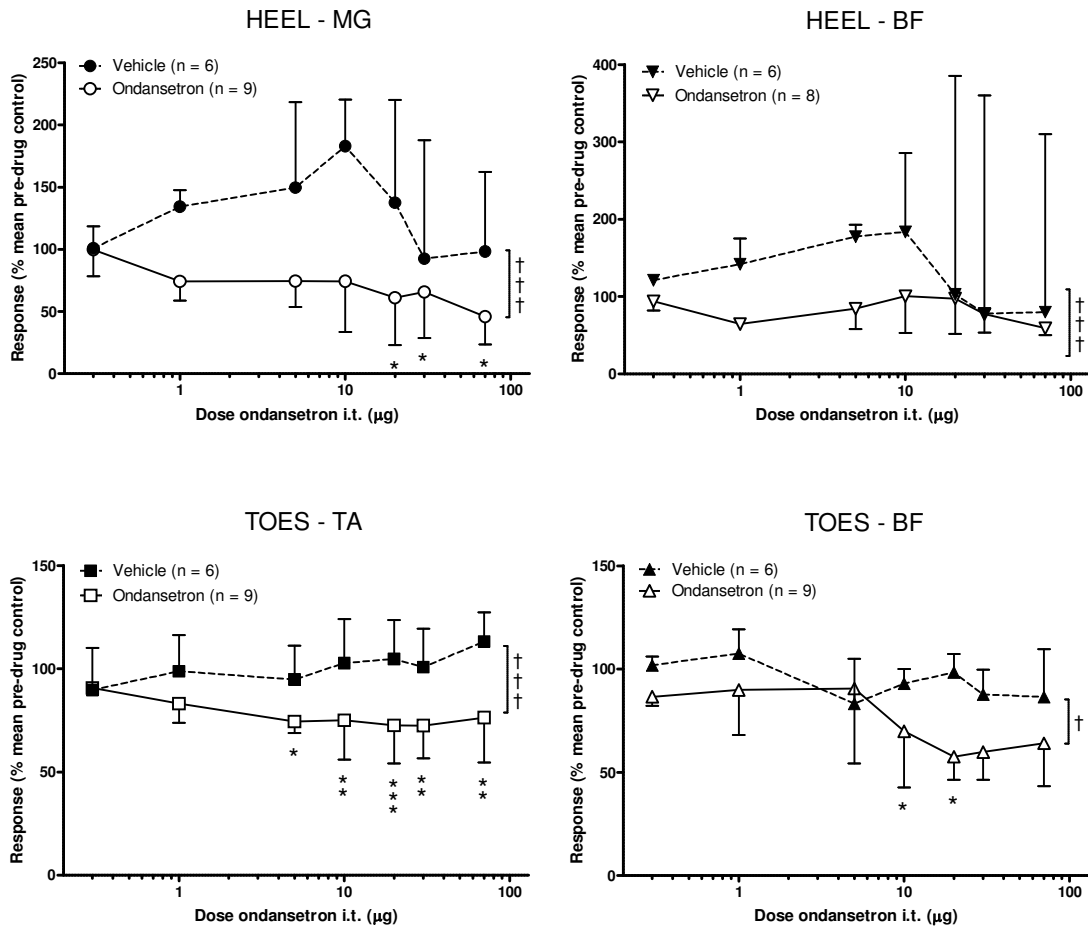 HEEL - MG
Vehicle (n = 6)
Ondansetron (n = 9)
Response (% mean pre-drug control)
250
200
150
100
50
0
†
†
†
* * *
1 10 100
Dose ondansetron i.t. (µg)
HEEL - BF
Vehicle (n = 6)
Ondansetron (n = 8)
Response (% mean pre-drug control)
400
300
200
100
0
†
†
†
1 10 100
Dose ondansetron i.t. (µg)
TOES - TA
Vehicle (n = 6)
Ondansetron (n = 9)
Response (% mean pre-drug control)
150
100
50
0
†
†
†
* ** *** ** **
1 10 100
Dose ondansetron i.t. (µg)
TOES - BF
Vehicle (n = 6)
Ondansetron (n = 9)
Response (% mean pre-drug control)
150
100
50
0
†
* *
1 10 100
Dose ondansetron i.t. (µg)